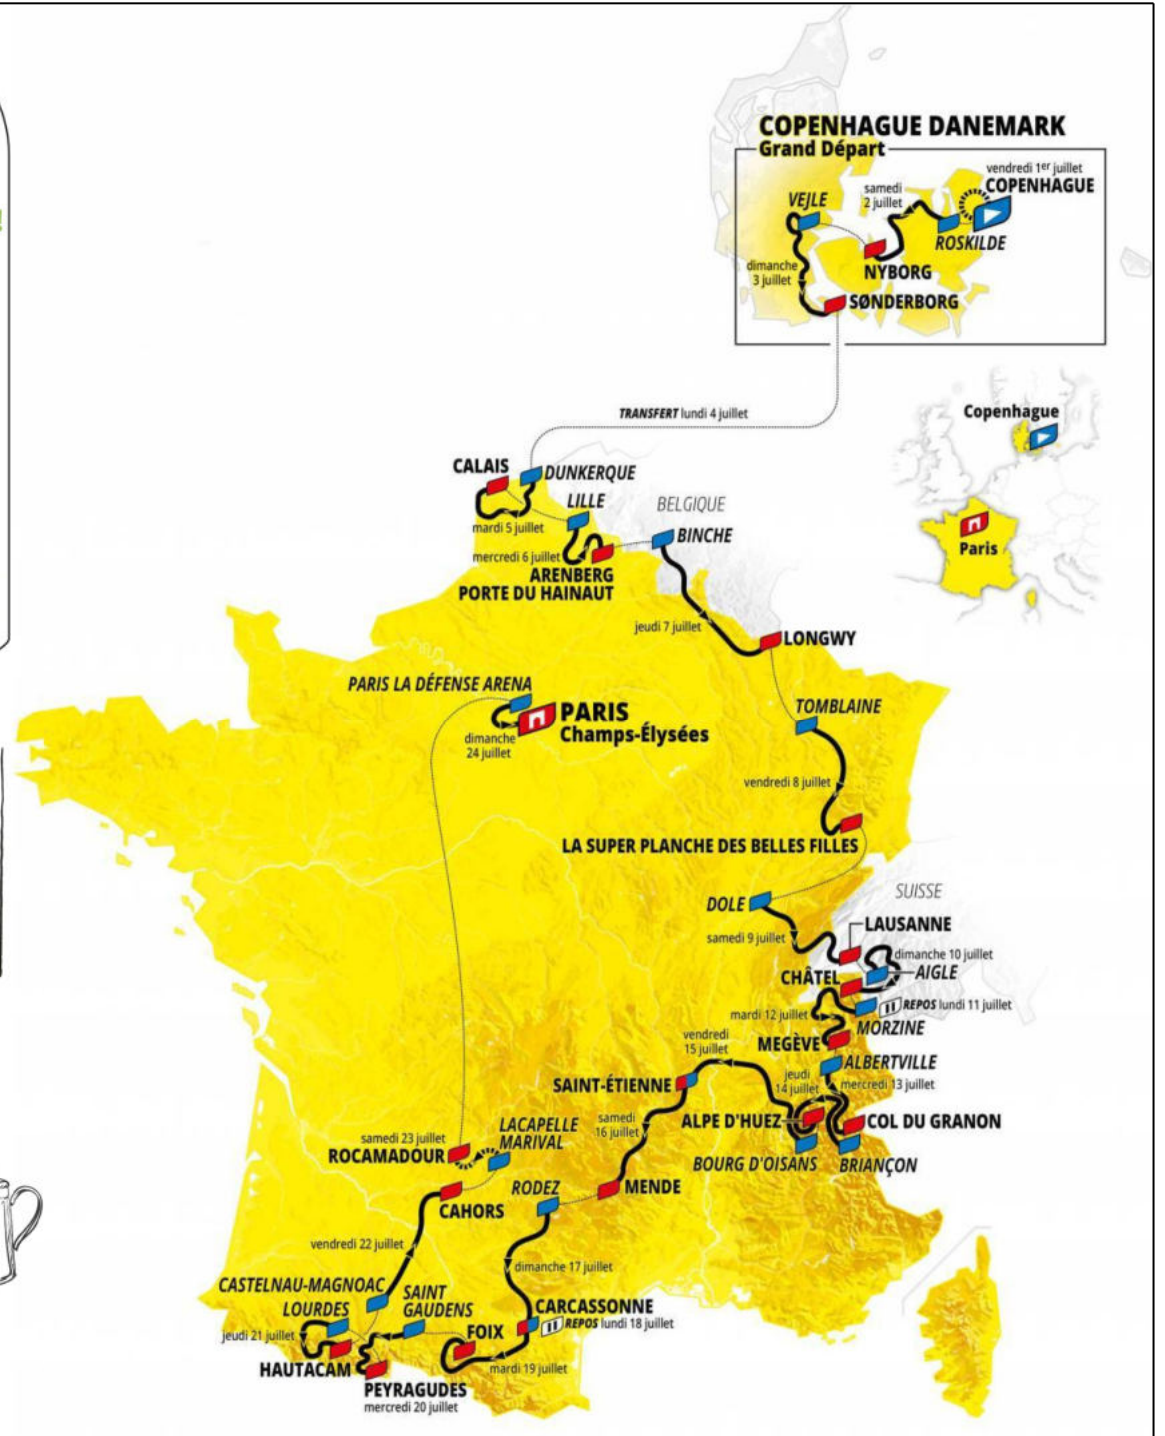 COPENHAGUE DANEMARK
Grand Départ
vendredi 1er juillet
COPENHAGUE
samedi
2 juillet
VEJLE
ROSKILDE
NYBORG
dimanche
3 juillet
SØNDERBORG
TRANSFERT lundi 4 juillet
Copenhague
Paris
CALAIS
DUNKERQUE
LILLE
mardi 5 juillet
BELGIQUE
BINCHE
mercredi 6 juillet
ARENBERG
PORTE DU HAINAUT
jeudi 7 juillet
LONGWY
PARIS LA DÉFENSE ARENA
PARIS
Champs-Élysées
dimanche
24 juillet
TOMBLAINE
vendredi 8 juillet
LA SUPER PLANCHE DES BELLES FILLES
SUISSE
DOLE
LAUSANNE
samedi 9 juillet
dimanche 10 juillet
AIGLE
CHÂTEL
REPOS lundi 11 juillet
mardi 12 juillet
MORZINE
MEGÈVE
vendredi
15 juillet
ALBERTVILLE
jeudi
14 juillet
mercredi 13 juillet
SAINT-ÉTIENNE
samedi
16 juillet
ALPE D'HUEZ
COL DU GRANON
BOURG D'OISANS
BRIANÇON
LACAPELLE
MARIVAL
samedi 23 juillet
ROCAMADOUR
RODEZ
MENDE
CAHORS
vendredi 22 juillet
dimanche 17 juillet
CASTELNAU-MAGNOAC
SAINT
GAUDENS
LOURDES
CARCASSONNE
REPOS lundi 18 juillet
jeudi 21 juillet
FOIX
HAUTACAM
mardi 19 juillet
PEYRAGUDES
mercredi 20 juillet